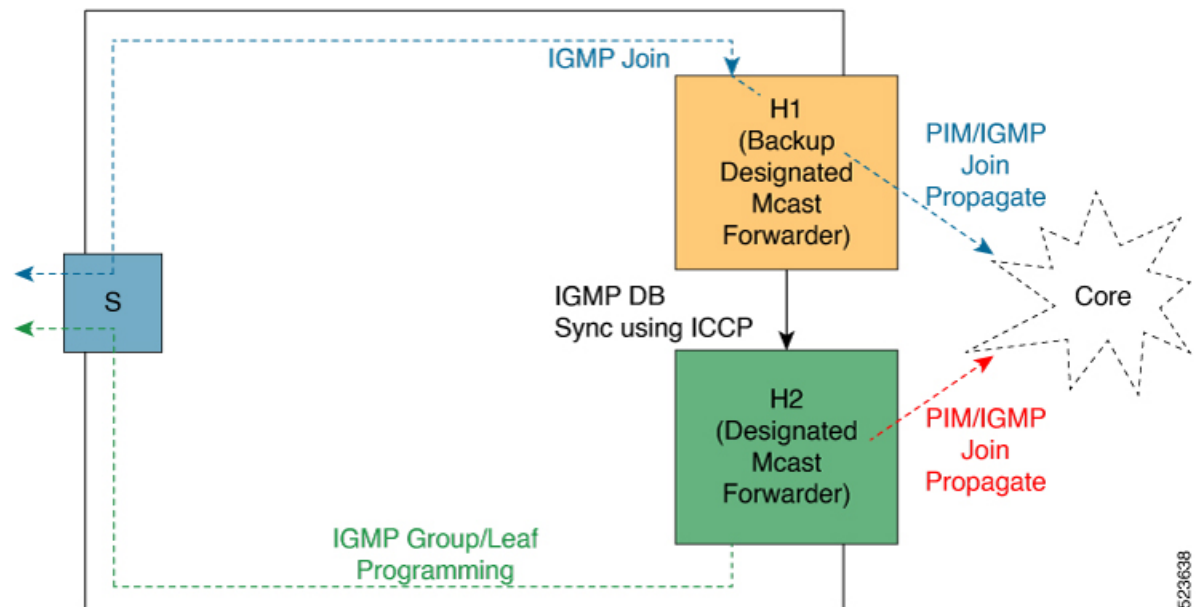 IGMP Join
H1
(Backup
Designated
Mcast
Forwarder)
PIM/IGMP
Join
Propagate
S
IGMP DB
Sync using ICCP
Core
H2
(Designated
Mcast
Forwarder)
PIM/IGMP
Join
Propagate
IGMP Group/Leaf
Programming
523638